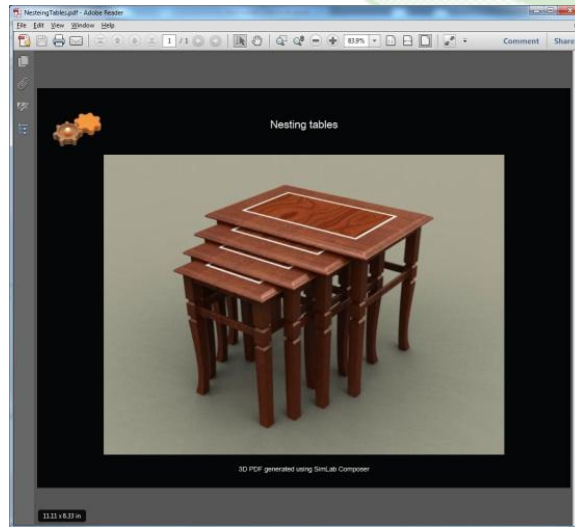 NesteingTables.pdf - Adobe Reader
File Edit View Window Help
1 / 1 83.9% Comment Share
Nesting tables
3D PDF generated using SimLab Composer
11.11 x 8.33 in